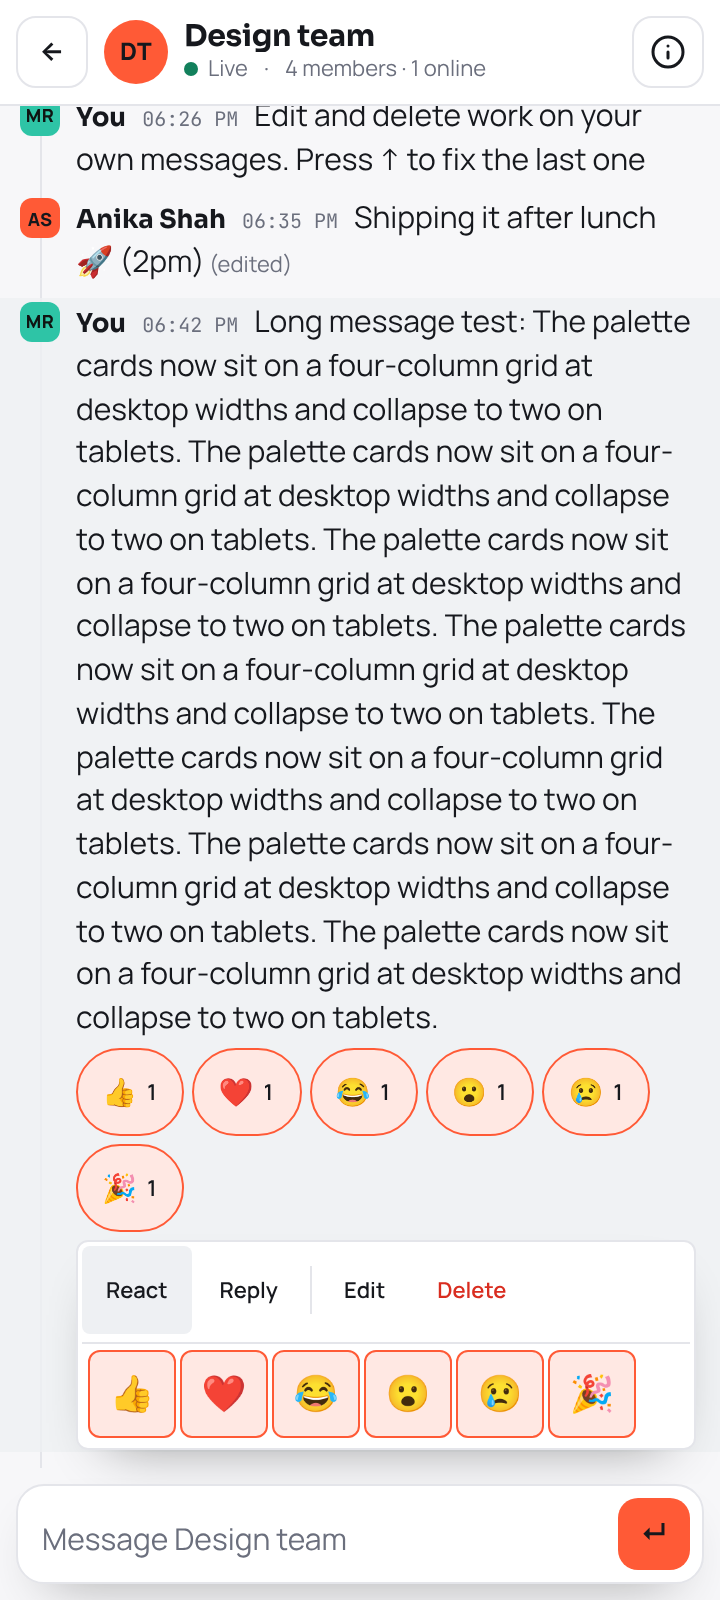 DT
Design team
Live · 4 members · 1 online
MR
You 06:26 PM Edit and delete work on your
own messages. Press ↑ to fix the last one
AS
Anika Shah 06:35 PM Shipping it after lunch
🚀 (2pm) (edited)
MR
You 06:42 PM Long message test: The palette
cards now sit on a four-column grid at
desktop widths and collapse to two on
tablets. The palette cards now sit on a four-
column grid at desktop widths and collapse
to two on tablets. The palette cards now sit
on a four-column grid at desktop widths and
collapse to two on tablets. The palette cards
now sit on a four-column grid at desktop
widths and collapse to two on tablets. The
palette cards now sit on a four-column grid
at desktop widths and collapse to two on
tablets. The palette cards now sit on a four-
column grid at desktop widths and collapse
to two on tablets. The palette cards now sit
on a four-column grid at desktop widths and
collapse to two on tablets.
👍 1 ❤️ 1 😂 1 😮 1 😢 1
🎉 1
React Reply Edit Delete
👍 ❤️ 😂 😮 😢 🎉
Message Design team